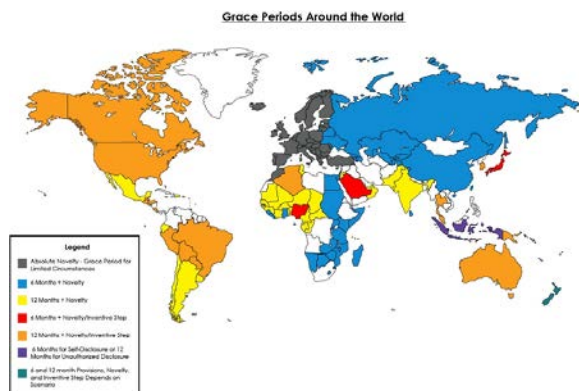 Grace Periods Around the World
Legend
Absolute Novelty - Grace Period for
Limited Circumstances
6 Months + Novelty
12 Months + Novelty
6 Months + Novelty/Inventive Step
12 Months + Novelty/Inventive Step
6 Months for Self-Disclosure or 12
Months for Unauthorized Disclosure
6 and 12 month Provisions, Novelty,
and Inventive Step Depends on
Scenario